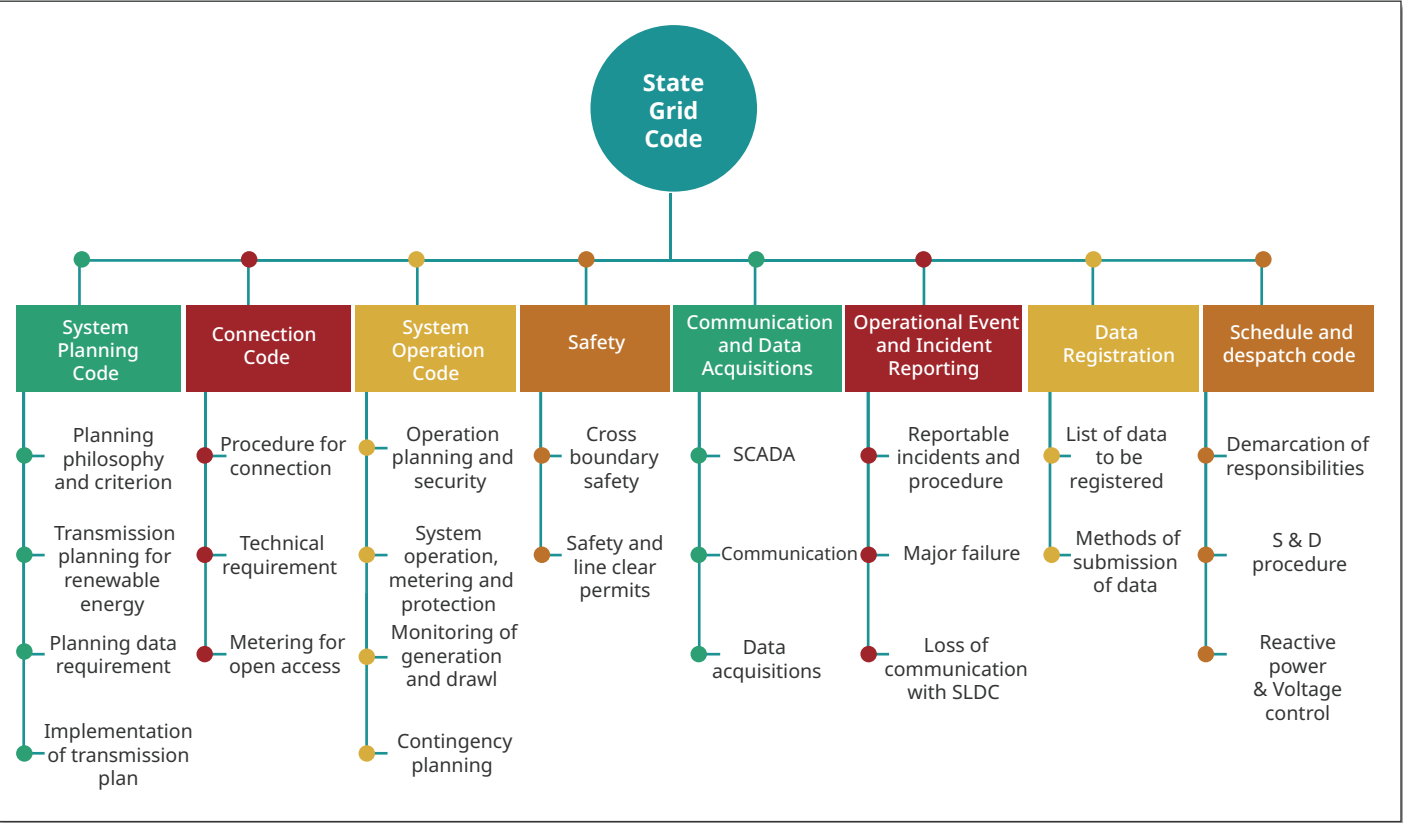 State
Grid
Code
System
Planning
Code
Connection
Code
System
Operation
Code
Safety
Communication
and Data
Acquisitions
Operational Event
and Incident
Reporting
Data
Registration
Schedule and
despatch code
Planning
philosophy
and criterion
Transmission
planning for
renewable
energy
Planning data
requirement
Implementation
of transmission
plan
Procedure for
connection
Technical
requirement
Metering for
open access
Operation
planning and
security
System
operation,
metering and
protection
Monitoring of
generation
and drawl
Contingency
planning
Cross
boundary
safety
Safety and
line clear
permits
SCADA
Communication
Data
acquisitions
Reportable
incidents and
procedure
Major failure
Loss of
communication
with SLDC
List of data
to be
registered
Methods of
submission
of data
Demarcation of
responsibilities
S & D
procedure
Reactive
power
& Voltage
control